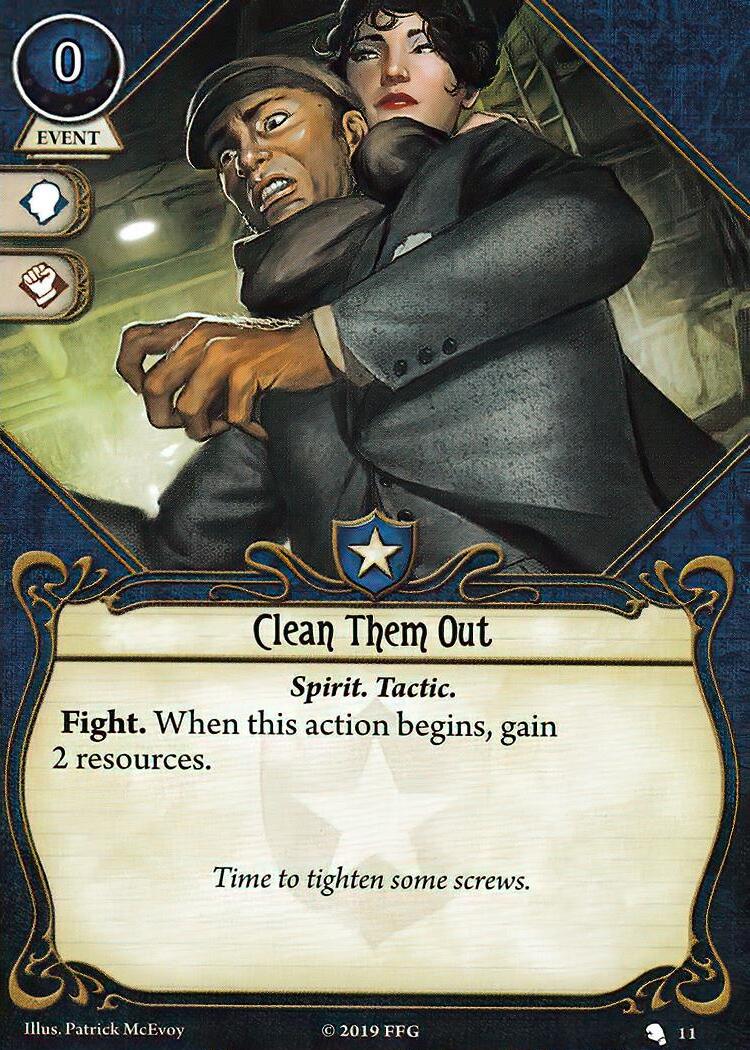 0
EVENT
Clean Them Out
Spirit. Tactic.
Fight. When this action begins, gain
2 resources.
Time to tighten some screws.
Illus. Patrick McEvoy
© 2019 FFG
11